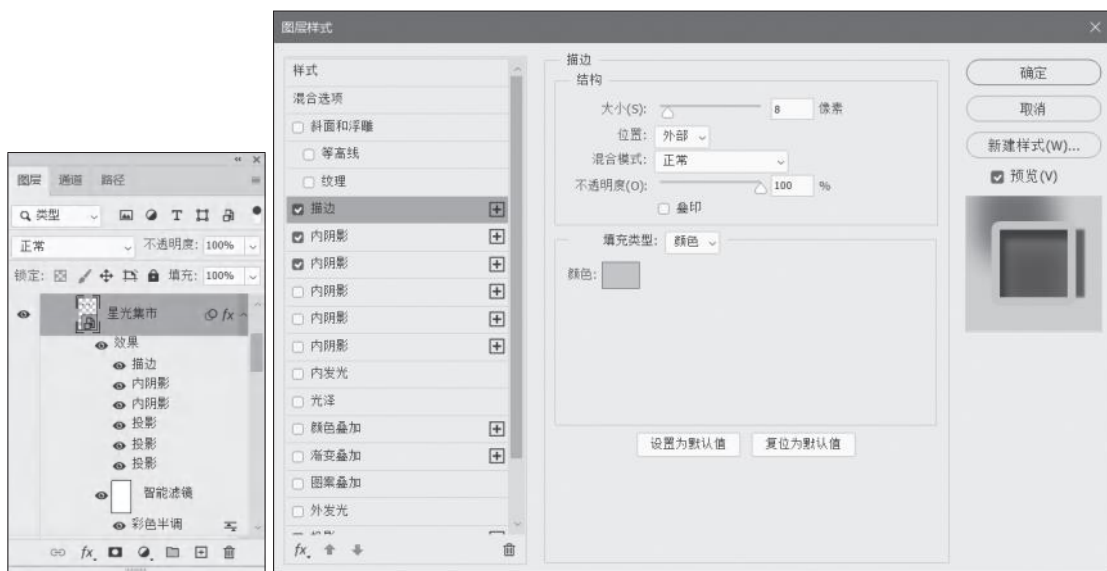 图层 通道 路径
类型
正常 不透明度: 100%
锁定: 填充: 100%
星光集市 fx
效果
描边
内阴影
内阴影
投影
投影
投影
智能滤镜
彩色半调
fx
图层样式
样式
混合选项
斜面和浮雕
等高线
纹理
描边
内阴影
内阴影
内阴影
内阴影
内阴影
内发光
光泽
颜色叠加
渐变叠加
图案叠加
外发光
fx
描边
结构
大小(S): 8 像素
位置: 外部
混合模式: 正常
不透明度(O): 100 %
叠印
填充类型: 颜色
颜色:
设置为默认值 复位为默认值
确定
取消
新建样式(W)...
预览(V)